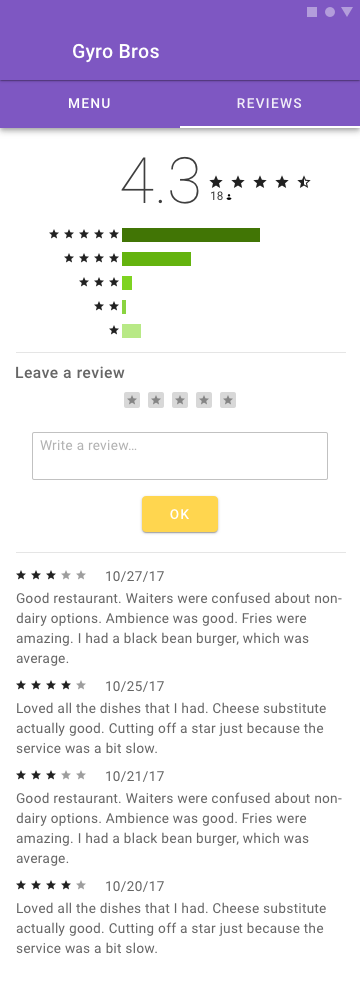 Gyro Bros
MENU
REVIEWS
4.3
18
Leave a review
Write a review...
OK
10/27/17
Good restaurant. Waiters were confused about non-
dairy options. Ambience was good. Fries were
amazing. I had a black bean burger, which was
average.
10/25/17
Loved all the dishes that I had. Cheese substitute
actually good. Cutting off a star just because the
service was a bit slow.
10/21/17
Good restaurant. Waiters were confused about non-
dairy options. Ambience was good. Fries were
amazing. I had a black bean burger, which was
average.
10/20/17
Loved all the dishes that I had. Cheese substitute
actually good. Cutting off a star just because the
service was a bit slow.